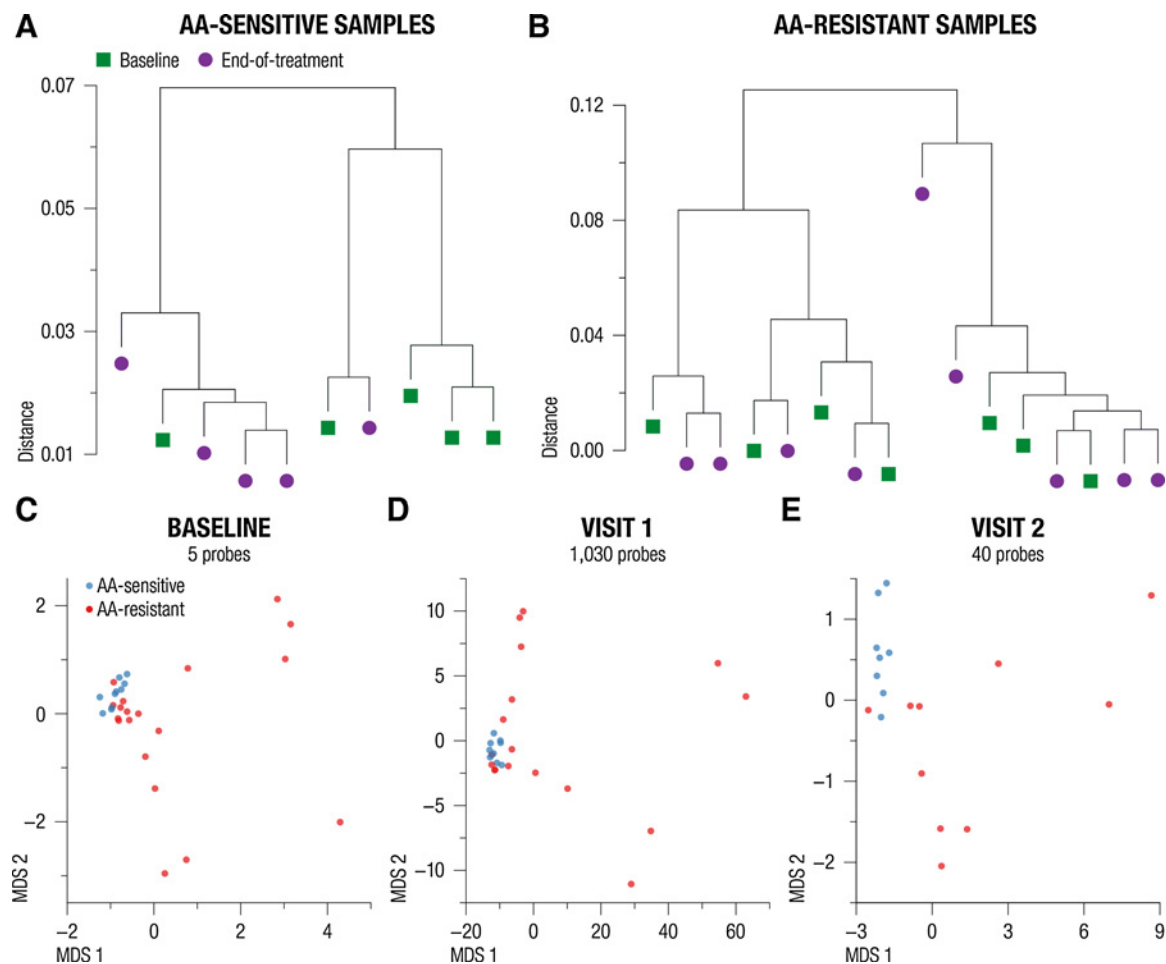 A
AA-SENSITIVE SAMPLES
Baseline
End-of-treatment
0.07
0.05
0.03
0.01
Distance
B
AA-RESISTANT SAMPLES
0.12
0.08
0.04
0.00
Distance
C
BASELINE
5 probes
AA-sensitive
AA-resistant
2
0
−2
MDS 2
−2 0 2 4
MDS 1
D
VISIT 1
1,030 probes
10
5
0
−5
−10
MDS 2
−20 0 20 40 60
MDS 1
E
VISIT 2
40 probes
1
0
−1
−2
MDS 2
−3 0 3 6 9
MDS 1